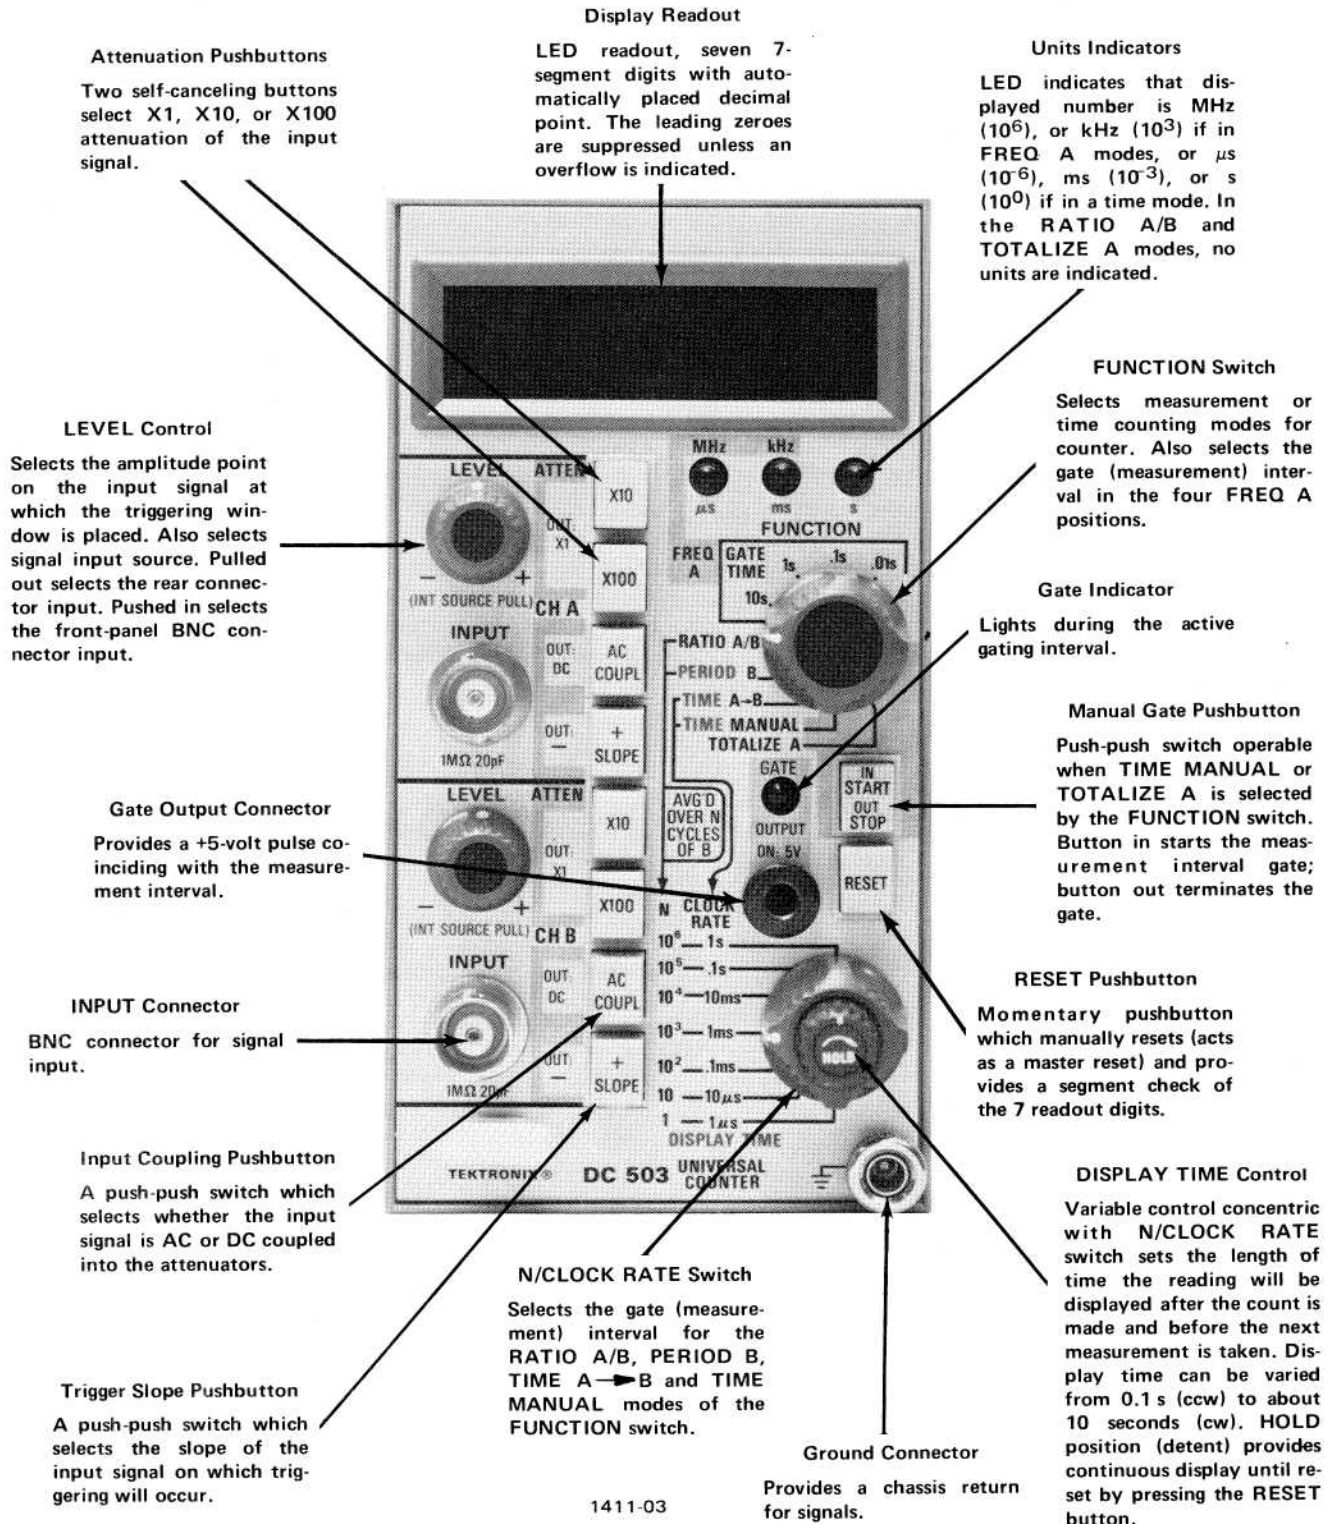 Display Readout
LED readout, seven 7-
segment digits with auto-
matically placed decimal
point. The leading zeroes
are suppressed unless an
overflow is indicated.
Attenuation Pushbuttons
Two self-canceling buttons
select X1, X10, or X100
attenuation of the input
signal.
Units Indicators
LED indicates that dis-
played number is MHz
(10⁶), or kHz (10³) if in
FREQ A modes, or μs
(10⁻⁶), ms (10⁻³), or s
(10⁰) if in a time mode. In
the RATIO A/B and
TOTALIZE A modes, no
units are indicated.
FUNCTION Switch
Selects measurement or
time counting modes for
counter. Also selects the
gate (measurement) inter-
val in the four FREQ A
positions.
LEVEL Control
Selects the amplitude point
on the input signal at
which the triggering win-
dow is placed. Also selects
signal input source. Pulled
out selects the rear connec-
tor input. Pushed in selects
the front-panel BNC con-
nector input.
Gate Indicator
Lights during the active
gating interval.
Manual Gate Pushbutton
Push-push switch operable
when TIME MANUAL or
TOTALIZE A is selected
by the FUNCTION switch.
Button in starts the meas-
urement interval gate;
button out terminates the
gate.
Gate Output Connector
Provides a +5-volt pulse co-
inciding with the measure-
ment interval.
RESET Pushbutton
Momentary pushbutton
which manually resets (acts
as a master reset) and pro-
vides a segment check of
the 7 readout digits.
INPUT Connector
BNC connector for signal
input.
Input Coupling Pushbutton
A push-push switch which
selects whether the input
signal is AC or DC coupled
into the attenuators.
DISPLAY TIME Control
Variable control concentric
with N/CLOCK RATE
switch sets the length of
time the reading will be
displayed after the count is
made and before the next
measurement is taken. Dis-
play time can be varied
from 0.1 s (ccw) to about
10 seconds (cw). HOLD
position (detent) provides
continuous display until re-
set by pressing the RESET
button.
N/CLOCK RATE Switch
Selects the gate (measure-
ment) interval for the
RATIO A/B, PERIOD B,
TIME A→B and TIME
MANUAL modes of the
FUNCTION switch.
Trigger Slope Pushbutton
A push-push switch which
selects the slope of the
input signal on which trig-
gering will occur.
Ground Connector
Provides a chassis return
for signals.
1411-03
MHz kHz
μs ms s
FUNCTION
FREQ A
GATE TIME
10s 1s .1s .01s
RATIO A/B
PERIOD B
TIME A→B
TIME MANUAL
TOTALIZE A
LEVEL ATTEN
X10
OUT: X1
X100
- +
(INT SOURCE PULL)
CH A
INPUT
OUT: DC
AC COUPL
OUT: –
+ SLOPE
1MΩ 20pF
LEVEL ATTEN
X10
OUT: X1
X100
- +
(INT SOURCE PULL)
CH B
INPUT
OUT DC
AC COUPL
OUT: –
+ SLOPE
1MΩ 20pF
GATE
OUTPUT
ON: 5V
IN
START
OUT
STOP
RESET
AVG'D
OVER N
CYCLES
OF B
N CLOCK RATE
10⁶ 1s
10⁵ .1s
10⁴ 10ms
10³ 1ms
10² .1ms
10 10μs
1 1μs
HOLD
DISPLAY TIME
TEKTRONIX® DC 503 UNIVERSAL COUNTER